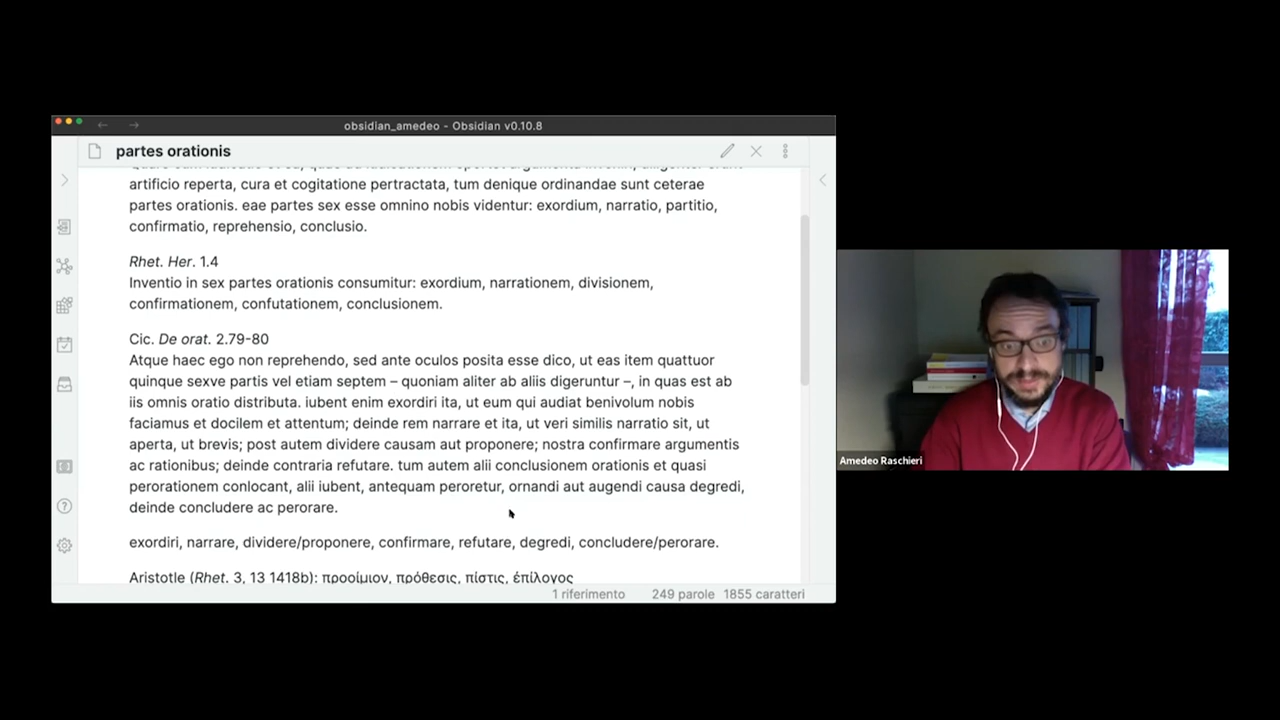 obsidian_amedeo - Obsidian v0.10.8
partes orationis
artificio reperta, cura et cogitatione pertractata, tum denique ordinandae sunt ceterae
partes orationis. eae partes sex esse omnino nobis videntur: exordium, narratio, partitio,
confirmatio, reprehensio, conclusio.
Rhet. Her. 1.4
Inventio in sex partes orationis consumitur: exordium, narrationem, divisionem,
confirmationem, confutationem, conclusionem.
Cic. De orat. 2.79-80
Atque haec ego non reprehendo, sed ante oculos posita esse dico, ut eas item quattuor
quinque sexve partis vel etiam septem – quoniam aliter ab aliis digeruntur –, in quas est ab
iis omnis oratio distributa. iubent enim exordiri ita, ut eum qui audiat benivolum nobis
faciamus et docilem et attentum; deinde rem narrare et ita, ut veri similis narratio sit, ut
aperta, ut brevis; post autem dividere causam aut proponere; nostra confirmare argumentis
ac rationibus; deinde contraria refutare. tum autem alii conclusionem orationis et quasi
perorationem conlocant, alii iubent, antequam peroretur, ornandi aut augendi causa degredi,
deinde concludere ac perorare.
exordiri, narrare, dividere/proponere, confirmare, refutare, degredi, concludere/perorare.
Aristotle (Rhet. 3, 13 1418b): προοίμιον, πρόθεσις, πίστις, ἐπίλογος
1 riferimento 249 parole 1855 caratteri
Amedeo Raschieri